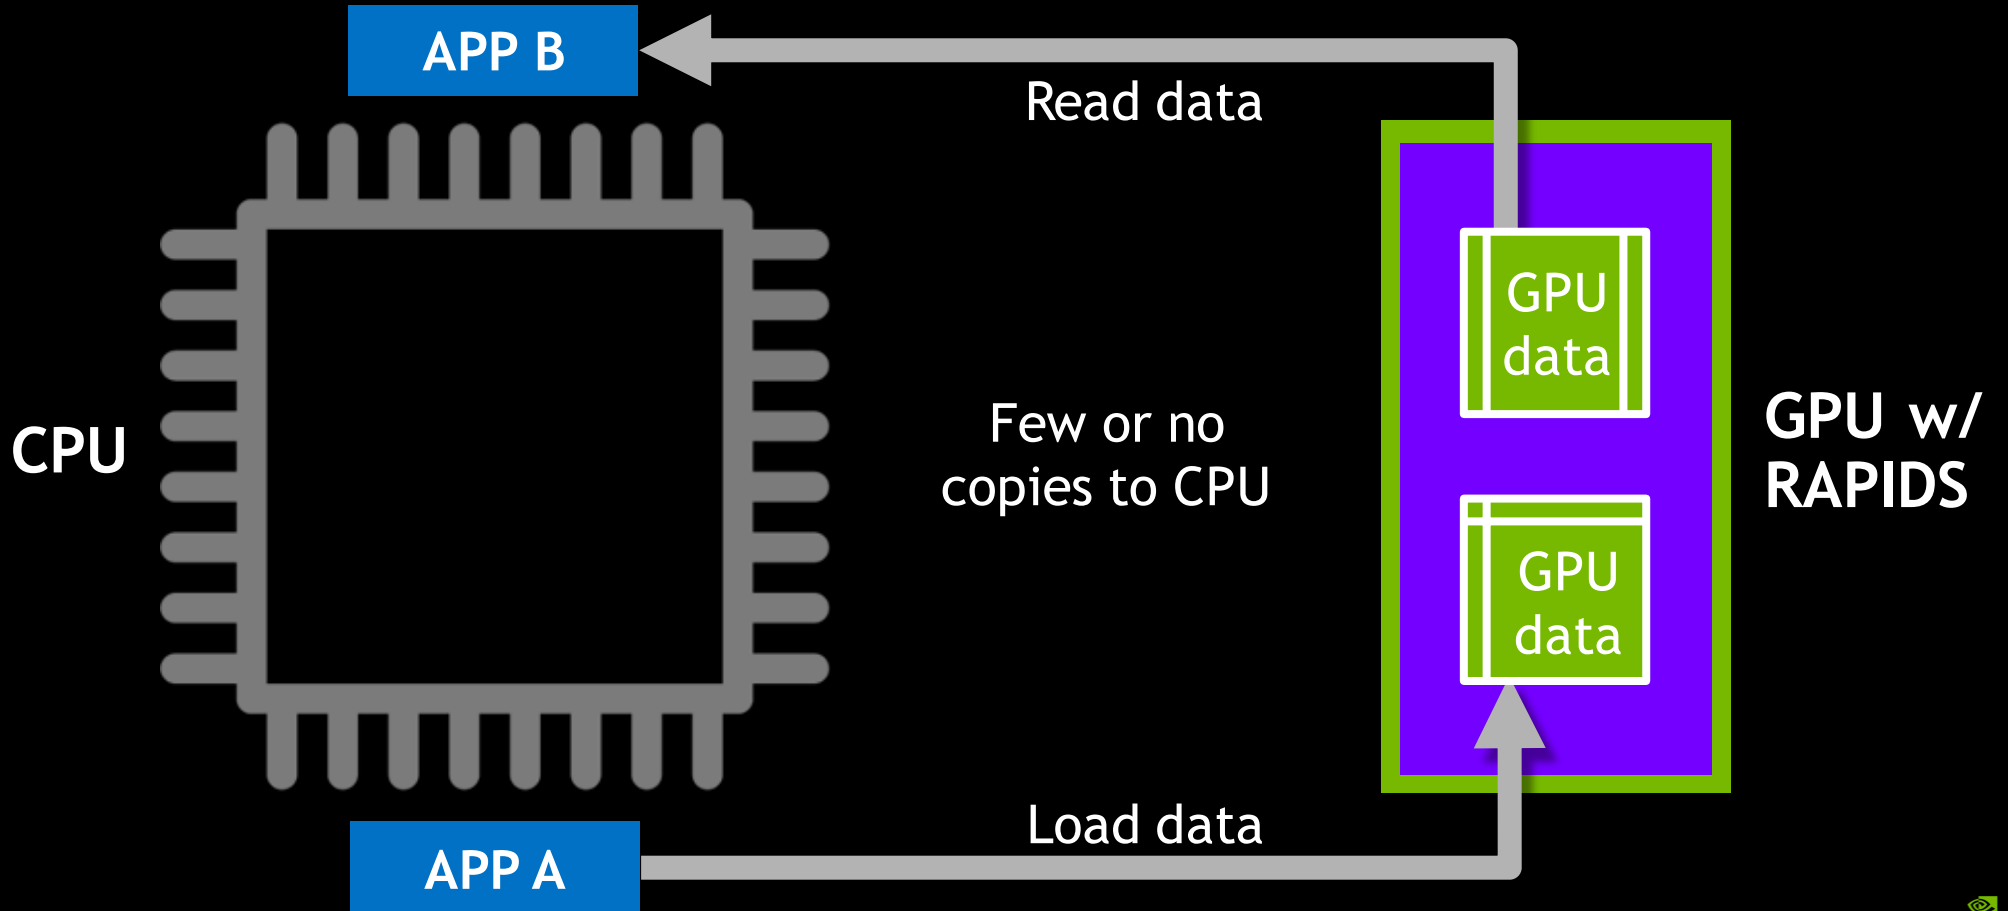 APP B
Read data
GPU
data
CPU
Few or no
copies to CPU
GPU w/
RAPIDS
GPU
data
Load data
APP A